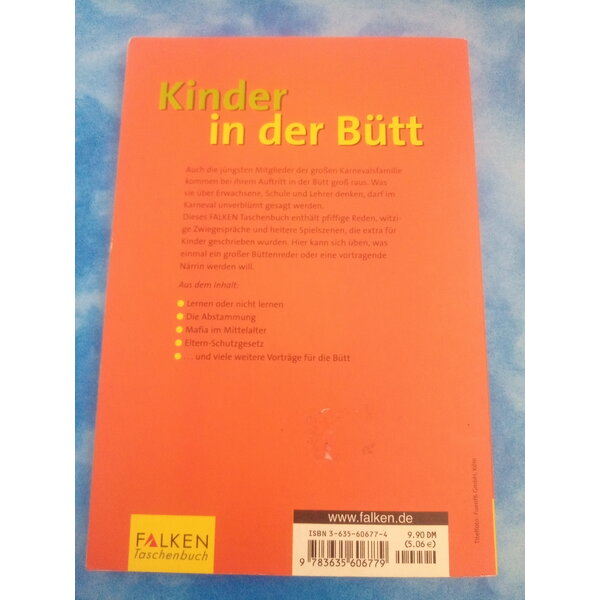 Kinder
in der Bütt
Auch die jüngsten Mitglieder der großen Karnevalsfamilie
kommen bei ihrem Auftritt in der Bütt groß raus. Was
sie über Erwachsene, Schule und Lehrer denken, darf im
Karneval unverblümt gesagt werden.
Dieses FALKEN Taschenbuch enthält pfiffige Reden, witzi-
ge Zwiegespräche und heitere Spielszenen, die extra für
Kinder geschrieben wurden. Hier kann sich üben, was
einmal ein großer Büttenreder oder eine vortragende
Närrin werden will.
Aus dem Inhalt:
Lernen oder nicht lernen
Die Abstammung
Mafia im Mittelalter
Eltern-Schutzgesetz
... und viele weitere Vorträge für die Bütt
www.falken.de
ISBN 3-635-60677-4
9.90 DM
(5.06 €)
9 783635 606779
FALKEN
Taschenbuch
GmbH, Köln